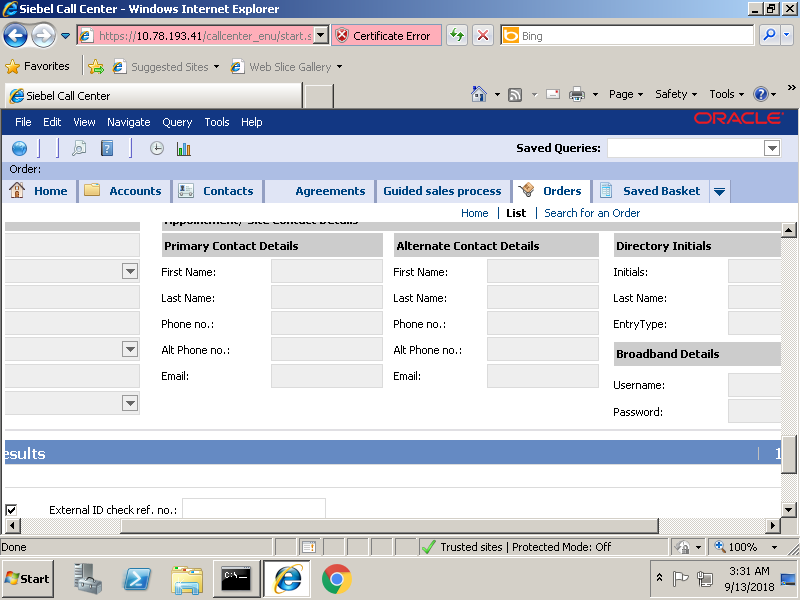 Siebel Call Center - Windows Internet Explorer
https://10.78.193.41/callcenter_enu/start.s
Certificate Error
Bing
Favorites
Suggested Sites
Web Slice Gallery
Siebel Call Center
Page
Safety
Tools
»
File Edit View Navigate Query Tools Help
ORACLE
Saved Queries:
Order:
Home
Accounts
Contacts
Agreements
Guided sales process
Orders
Saved Basket
Home | List | Search for an Order
Appointment/ Site Contact Details
Primary Contact Details
Alternate Contact Details
Directory Initials
First Name:
First Name:
Initials:
Last Name:
Last Name:
Last Name:
Phone no.:
Phone no.:
EntryType:
Alt Phone no.:
Alt Phone no.:
Broadband Details
Email:
Email:
Username:
Password:
esults
1
External ID check ref. no.:
Done
Trusted sites | Protected Mode: Off
100%
Start
C:\.
3:31 AM
9/13/2018